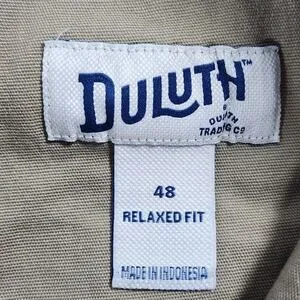 DULUTH™
DULUTH
TRADING CO
48
RELAXED FIT
MADE IN INDONESIA